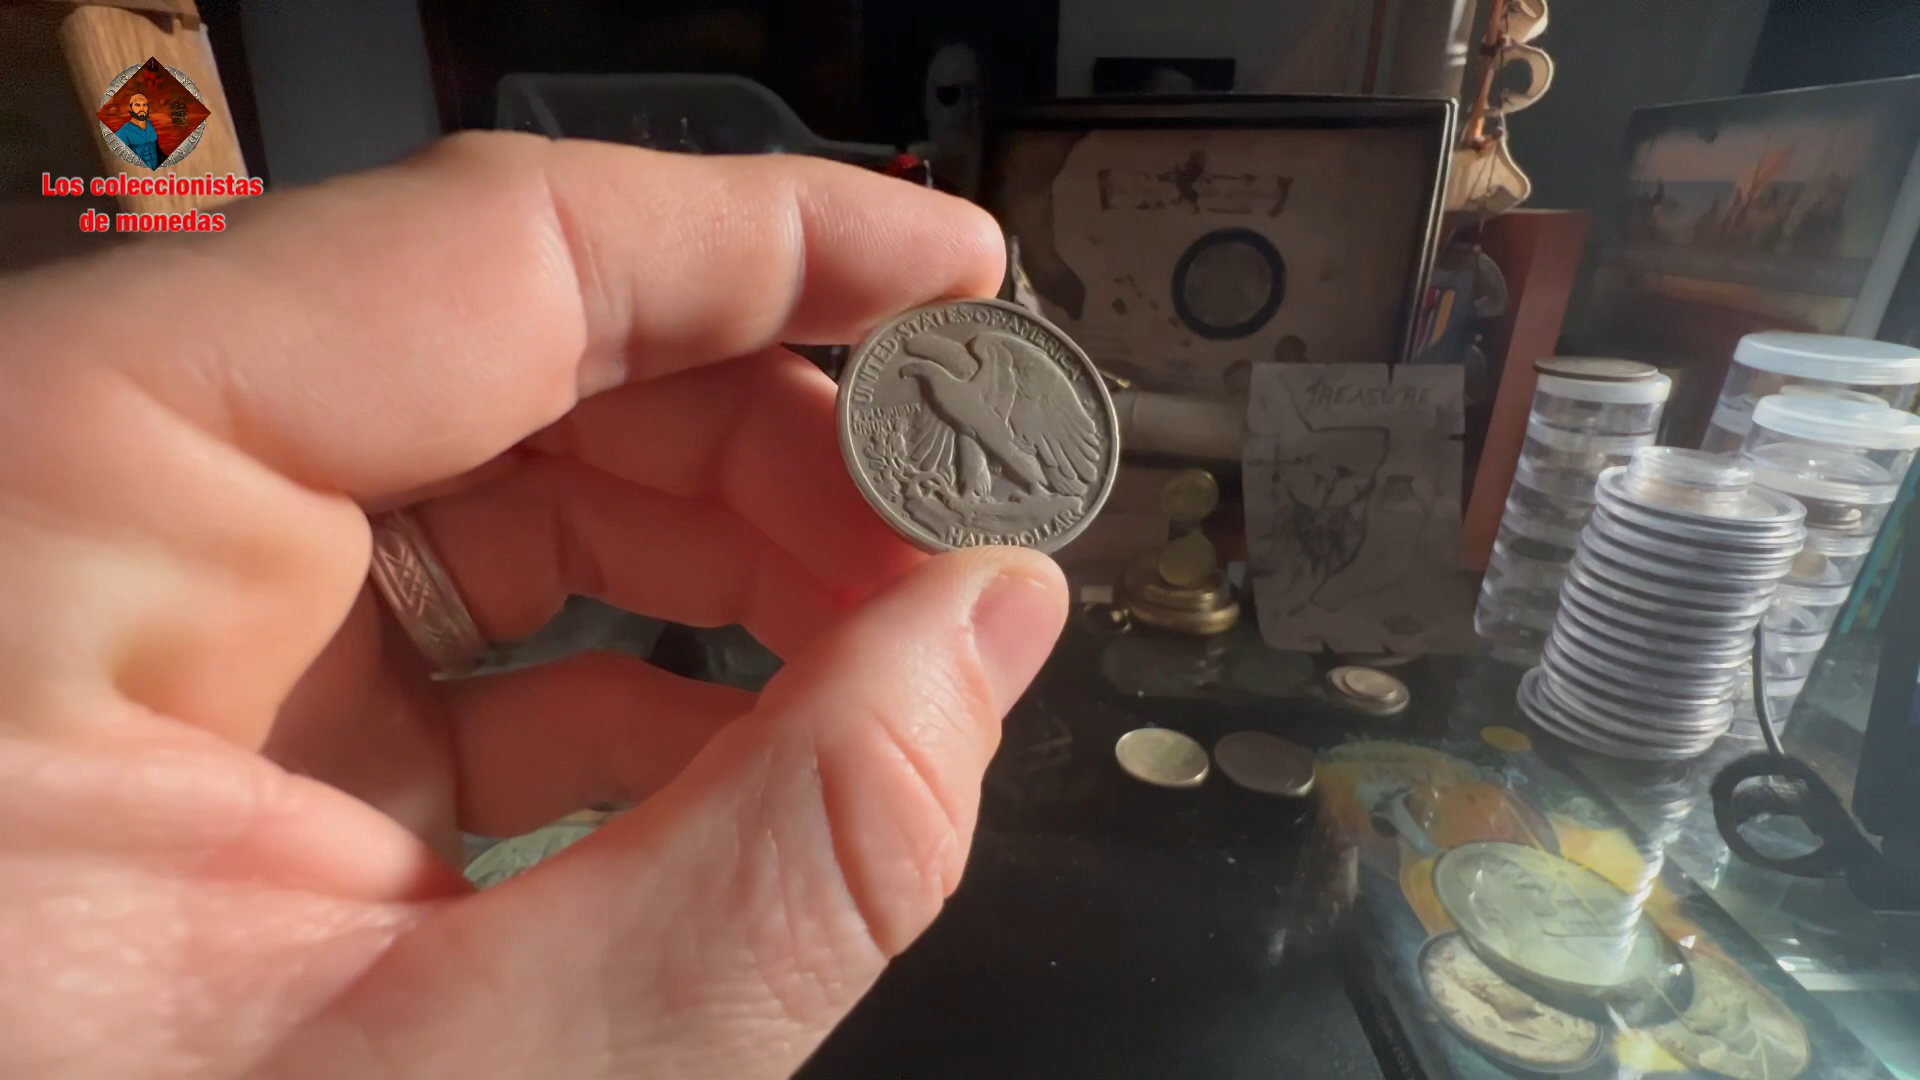 Los coleccionistas
de monedas
UNITED·STATES·OF·AMERICA
E·PLURIBUS
UNUM
HALF DOLLAR
TREASURE